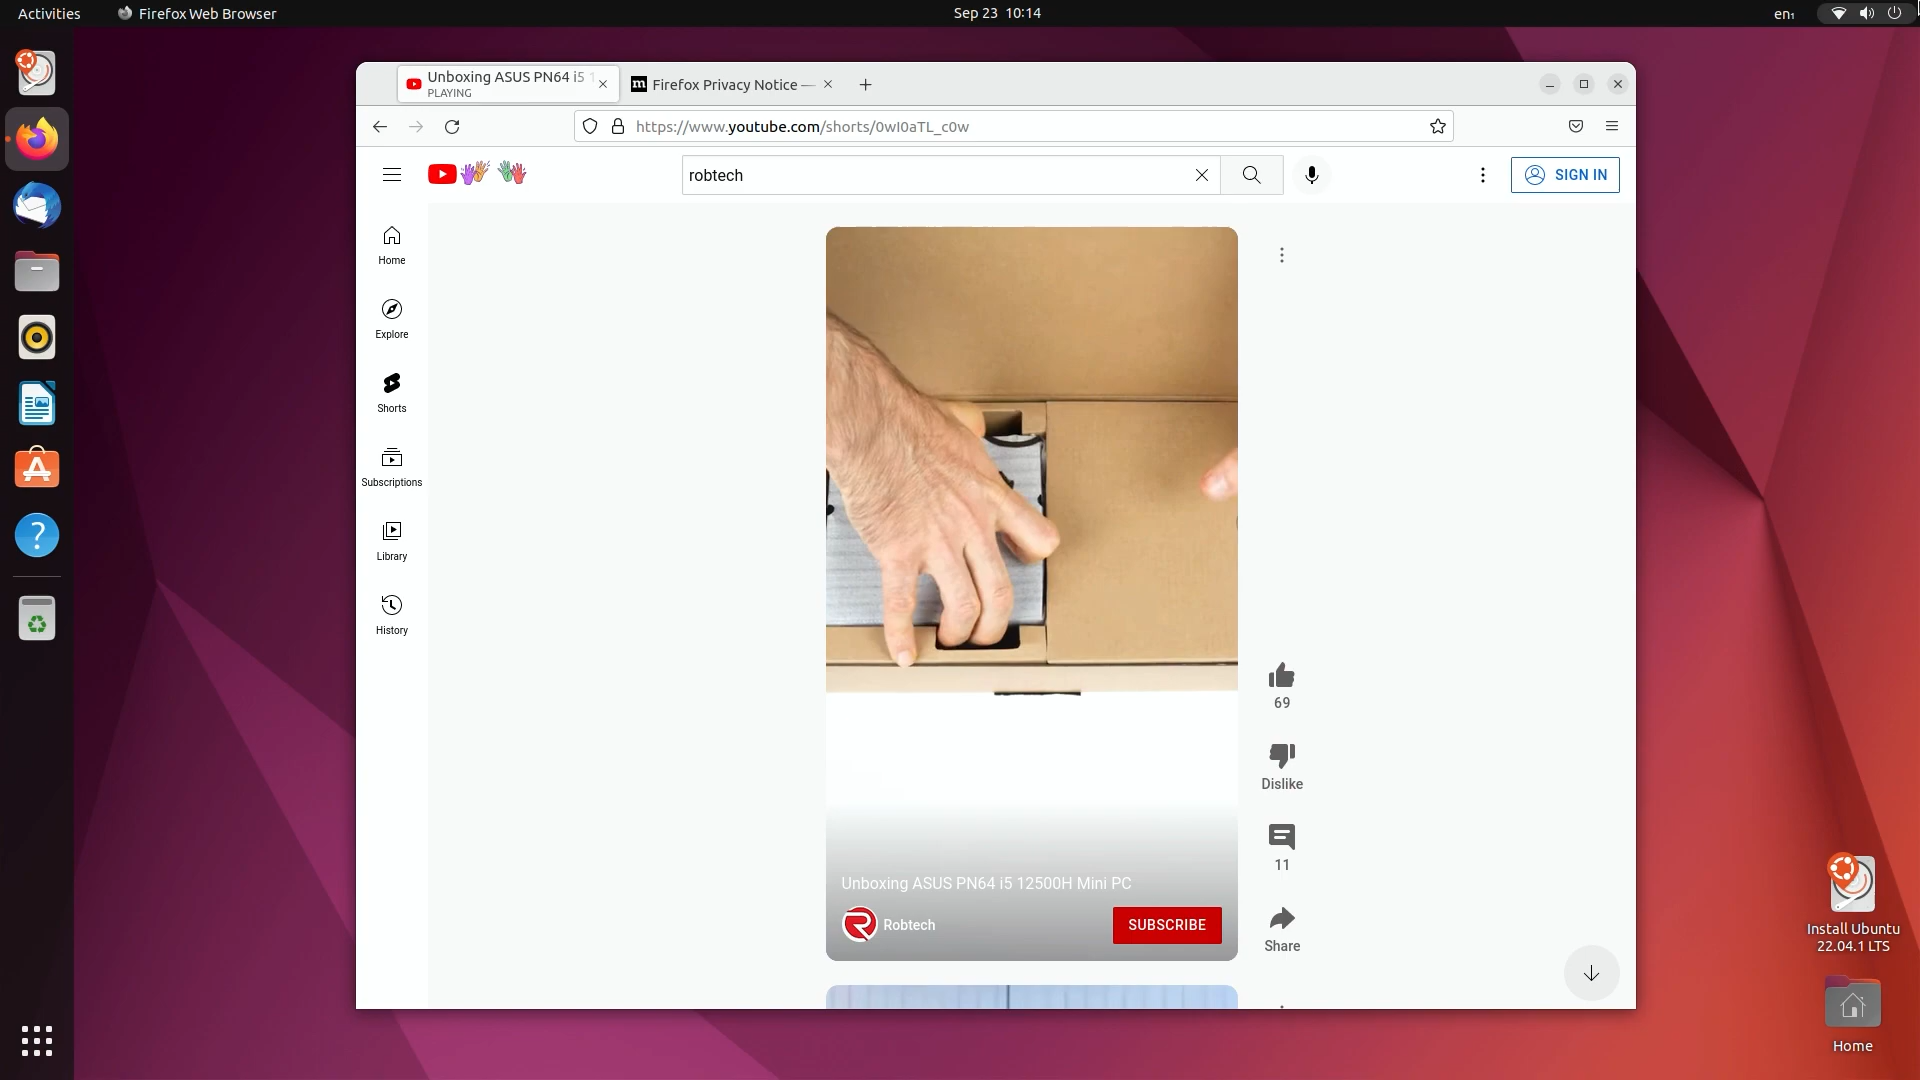 Activities
Firefox Web Browser
Sep 23 10:14
en₁
Unboxing ASUS PN64 i5 1
PLAYING
Firefox Privacy Notice —
https://www.youtube.com/shorts/0wI0aTL_c0w
robtech
SIGN IN
Home
Explore
Shorts
Subscriptions
Library
History
69
Dislike
11
Share
Unboxing ASUS PN64 i5 12500H Mini PC
Robtech
SUBSCRIBE
Install Ubuntu
22.04.1 LTS
Home